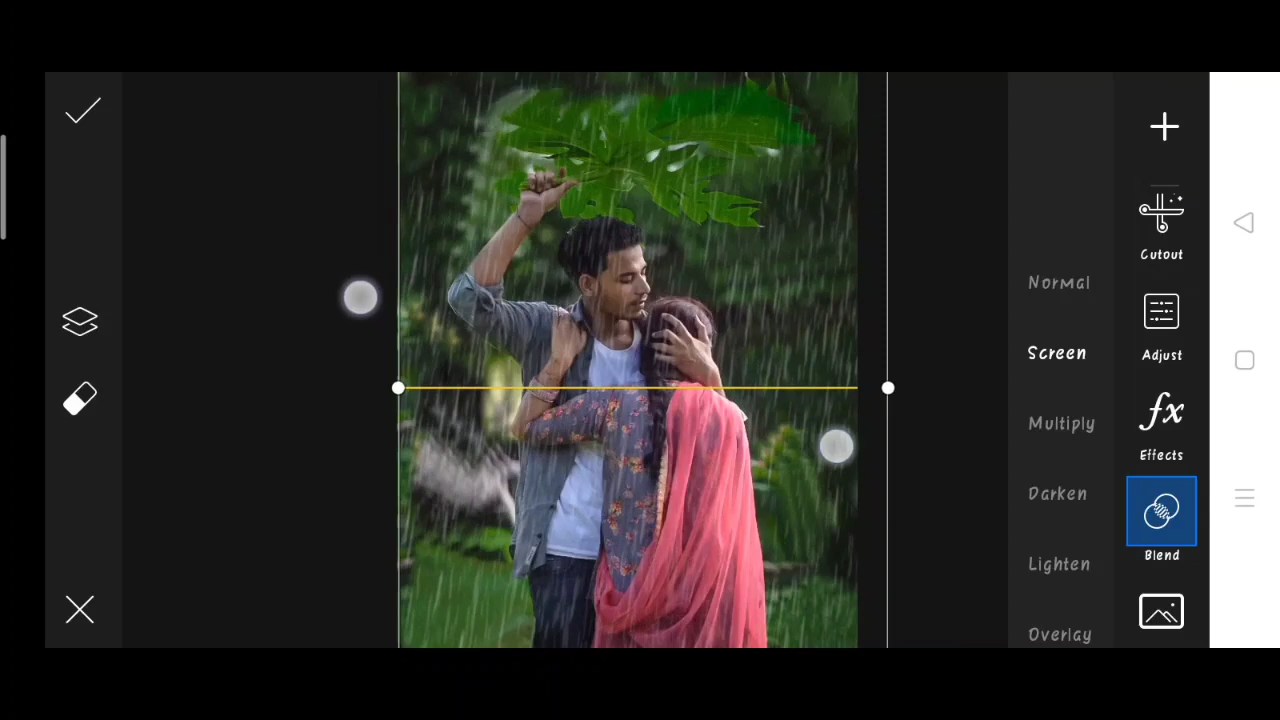 Normal
Screen
Multiply
Darken
Lighten
Overlay
Cutout
Adjust
fx
Effects
Blend